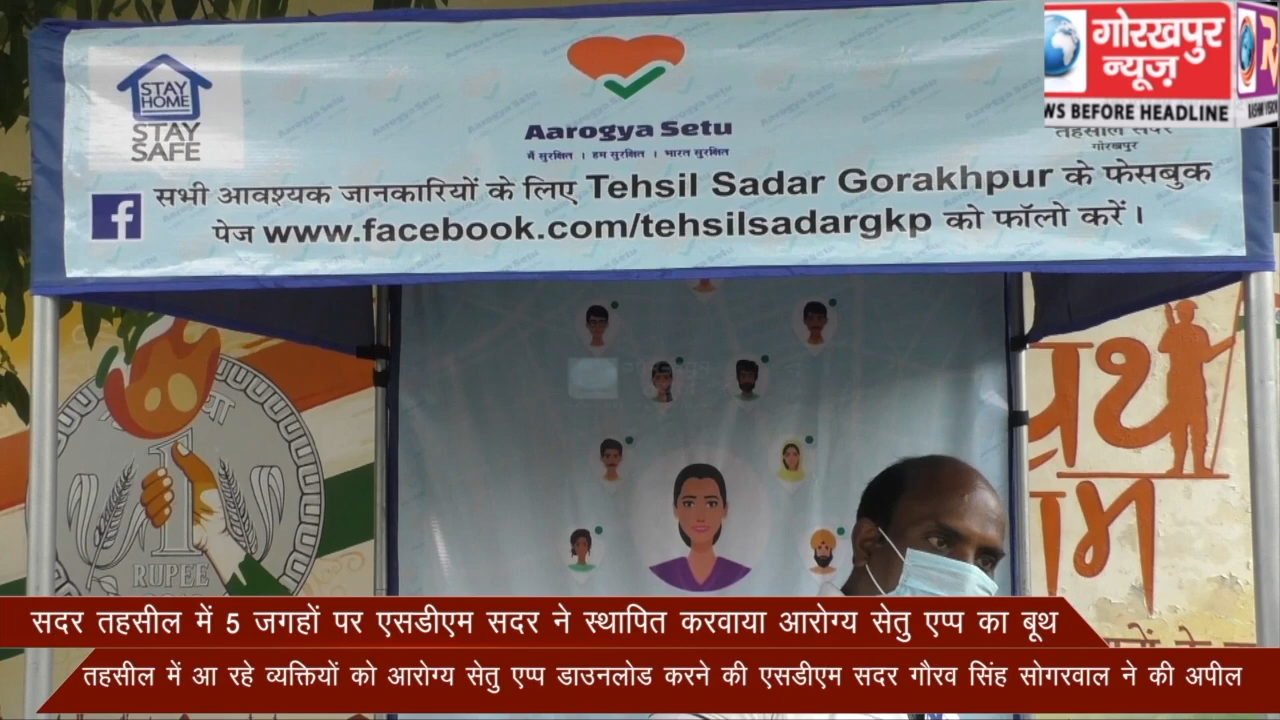 STAY
HOME
STAY
SAFE
Aarogya Setu
मैं सुरक्षित । हम सुरक्षित । भारत सुरक्षित
तहसील सदर
गोरखपुर
गोरखपुर
न्यूज़
WS BEFORE HEADLINE
सभी आवश्यक जानकारियों के लिए Tehsil Sadar Gorakhpur के फेसबुक
पेज www.facebook.com/tehsilsadargkp को फॉलो करें।
1
RUPEE
सदर तहसील में 5 जगहों पर एसडीएम सदर ने स्थापित करवाया आरोग्य सेतु एप्प का बूथ
तहसील में आ रहे व्यक्तियों को आरोग्य सेतु एप्प डाउनलोड करने की एसडीएम सदर गौरव सिंह सोगरवाल ने की अपील